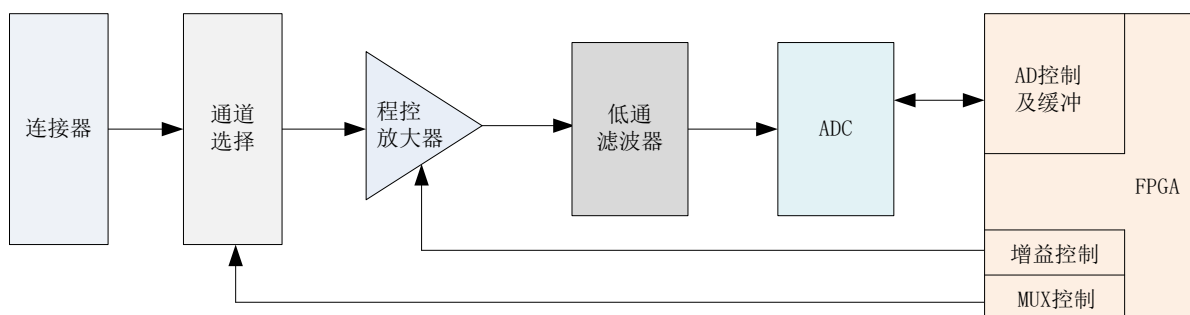 连接器
通道
选择
程控
放大器
低通
滤波器
ADC
AD控制
及缓冲
FPGA
增益控制
MUX控制